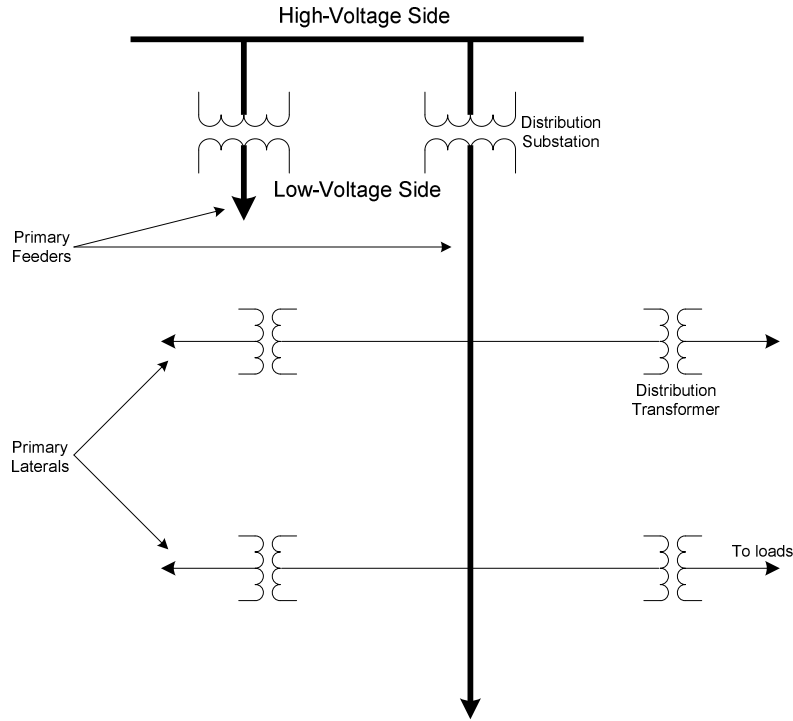 High-Voltage Side
Distribution
Substation
Low-Voltage Side
Primary
Feeders
Distribution
Transformer
Primary
Laterals
To loads